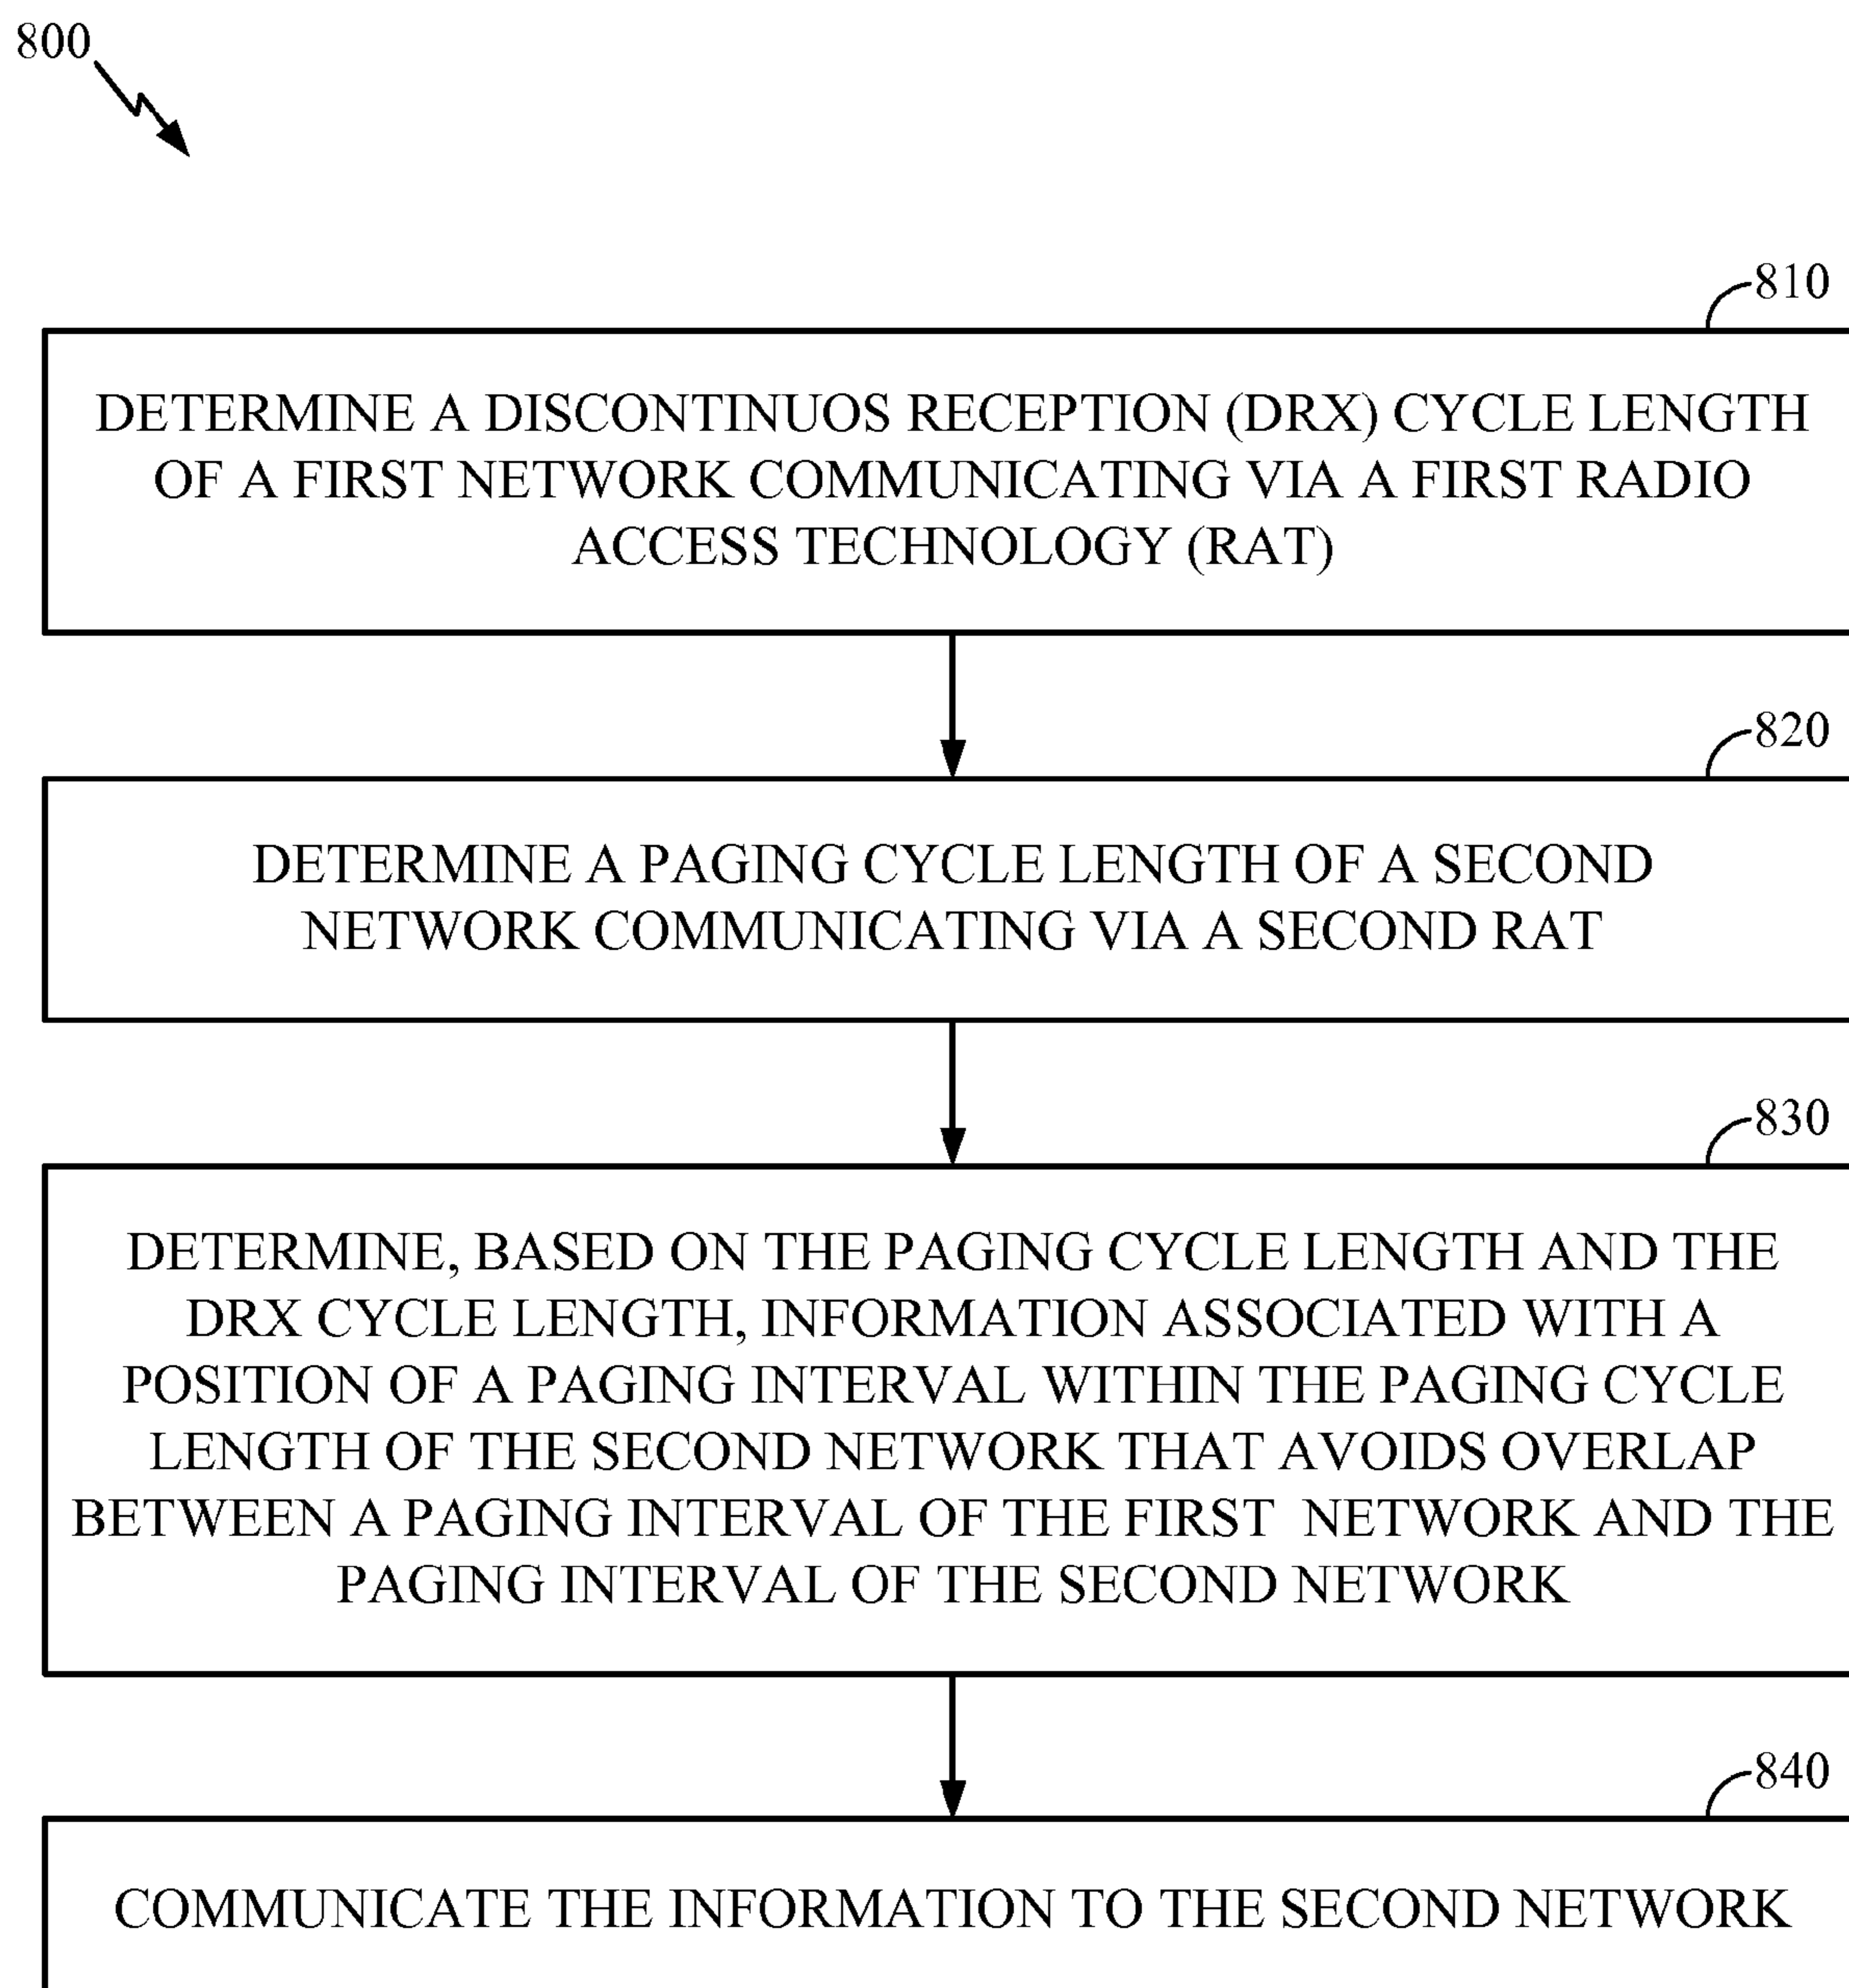 800
810
DETERMINE A DISCONTINUOS RECEPTION (DRX) CYCLE LENGTH
OF A FIRST NETWORK COMMUNICATING VIA A FIRST RADIO
ACCESS TECHNOLOGY (RAT)
820
DETERMINE A PAGING CYCLE LENGTH OF A SECOND
NETWORK COMMUNICATING VIA A SECOND RAT
830
DETERMINE, BASED ON THE PAGING CYCLE LENGTH AND THE
DRX CYCLE LENGTH, INFORMATION ASSOCIATED WITH A
POSITION OF A PAGING INTERVAL WITHIN THE PAGING CYCLE
LENGTH OF THE SECOND NETWORK THAT AVOIDS OVERLAP
BETWEEN A PAGING INTERVAL OF THE FIRST NETWORK AND THE
PAGING INTERVAL OF THE SECOND NETWORK
840
COMMUNICATE THE INFORMATION TO THE SECOND NETWORK